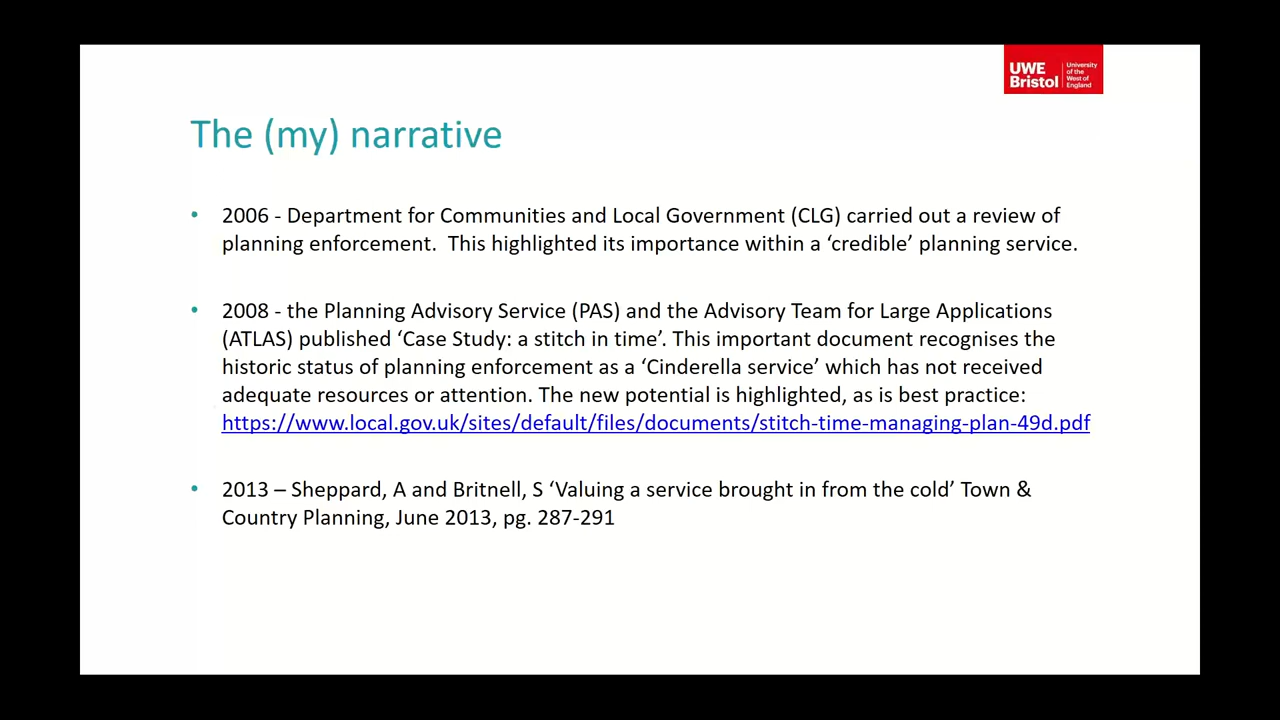 UWE
Bristol
University
of the
West of
England
The (my) narrative
• 2006 - Department for Communities and Local Government (CLG) carried out a review of
planning enforcement.  This highlighted its importance within a ‘credible’ planning service.
• 2008 - the Planning Advisory Service (PAS) and the Advisory Team for Large Applications
(ATLAS) published ‘Case Study: a stitch in time’. This important document recognises the
historic status of planning enforcement as a ‘Cinderella service’ which has not received
adequate resources or attention. The new potential is highlighted, as is best practice:
https://www.local.gov.uk/sites/default/files/documents/stitch-time-managing-plan-49d.pdf
• 2013 – Sheppard, A and Britnell, S ‘Valuing a service brought in from the cold’ Town &
Country Planning, June 2013, pg. 287-291